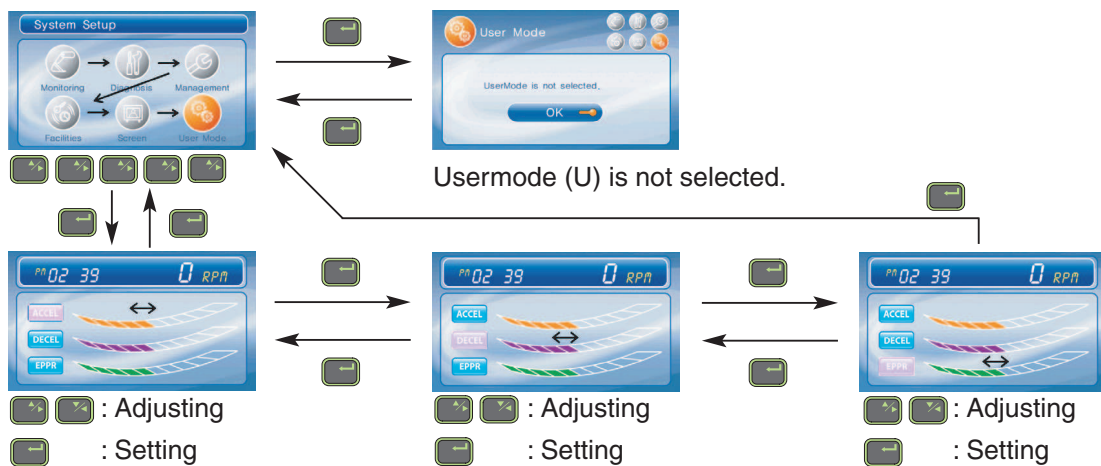 System Setup
Monitoring
Diagnosis
Management
Facilities
Screen
User Mode
User Mode
UserMode is not selected.
OK
Usermode (U) is not selected.
PM 02 39
0 RPM
ACCEL
DECEL
EPPR
: Adjusting
: Setting
PM 02 39
0 RPM
ACCEL
DECEL
EPPR
: Adjusting
: Setting
PM 02 39
0 RPM
ACCEL
DECEL
EPPR
: Adjusting
: Setting